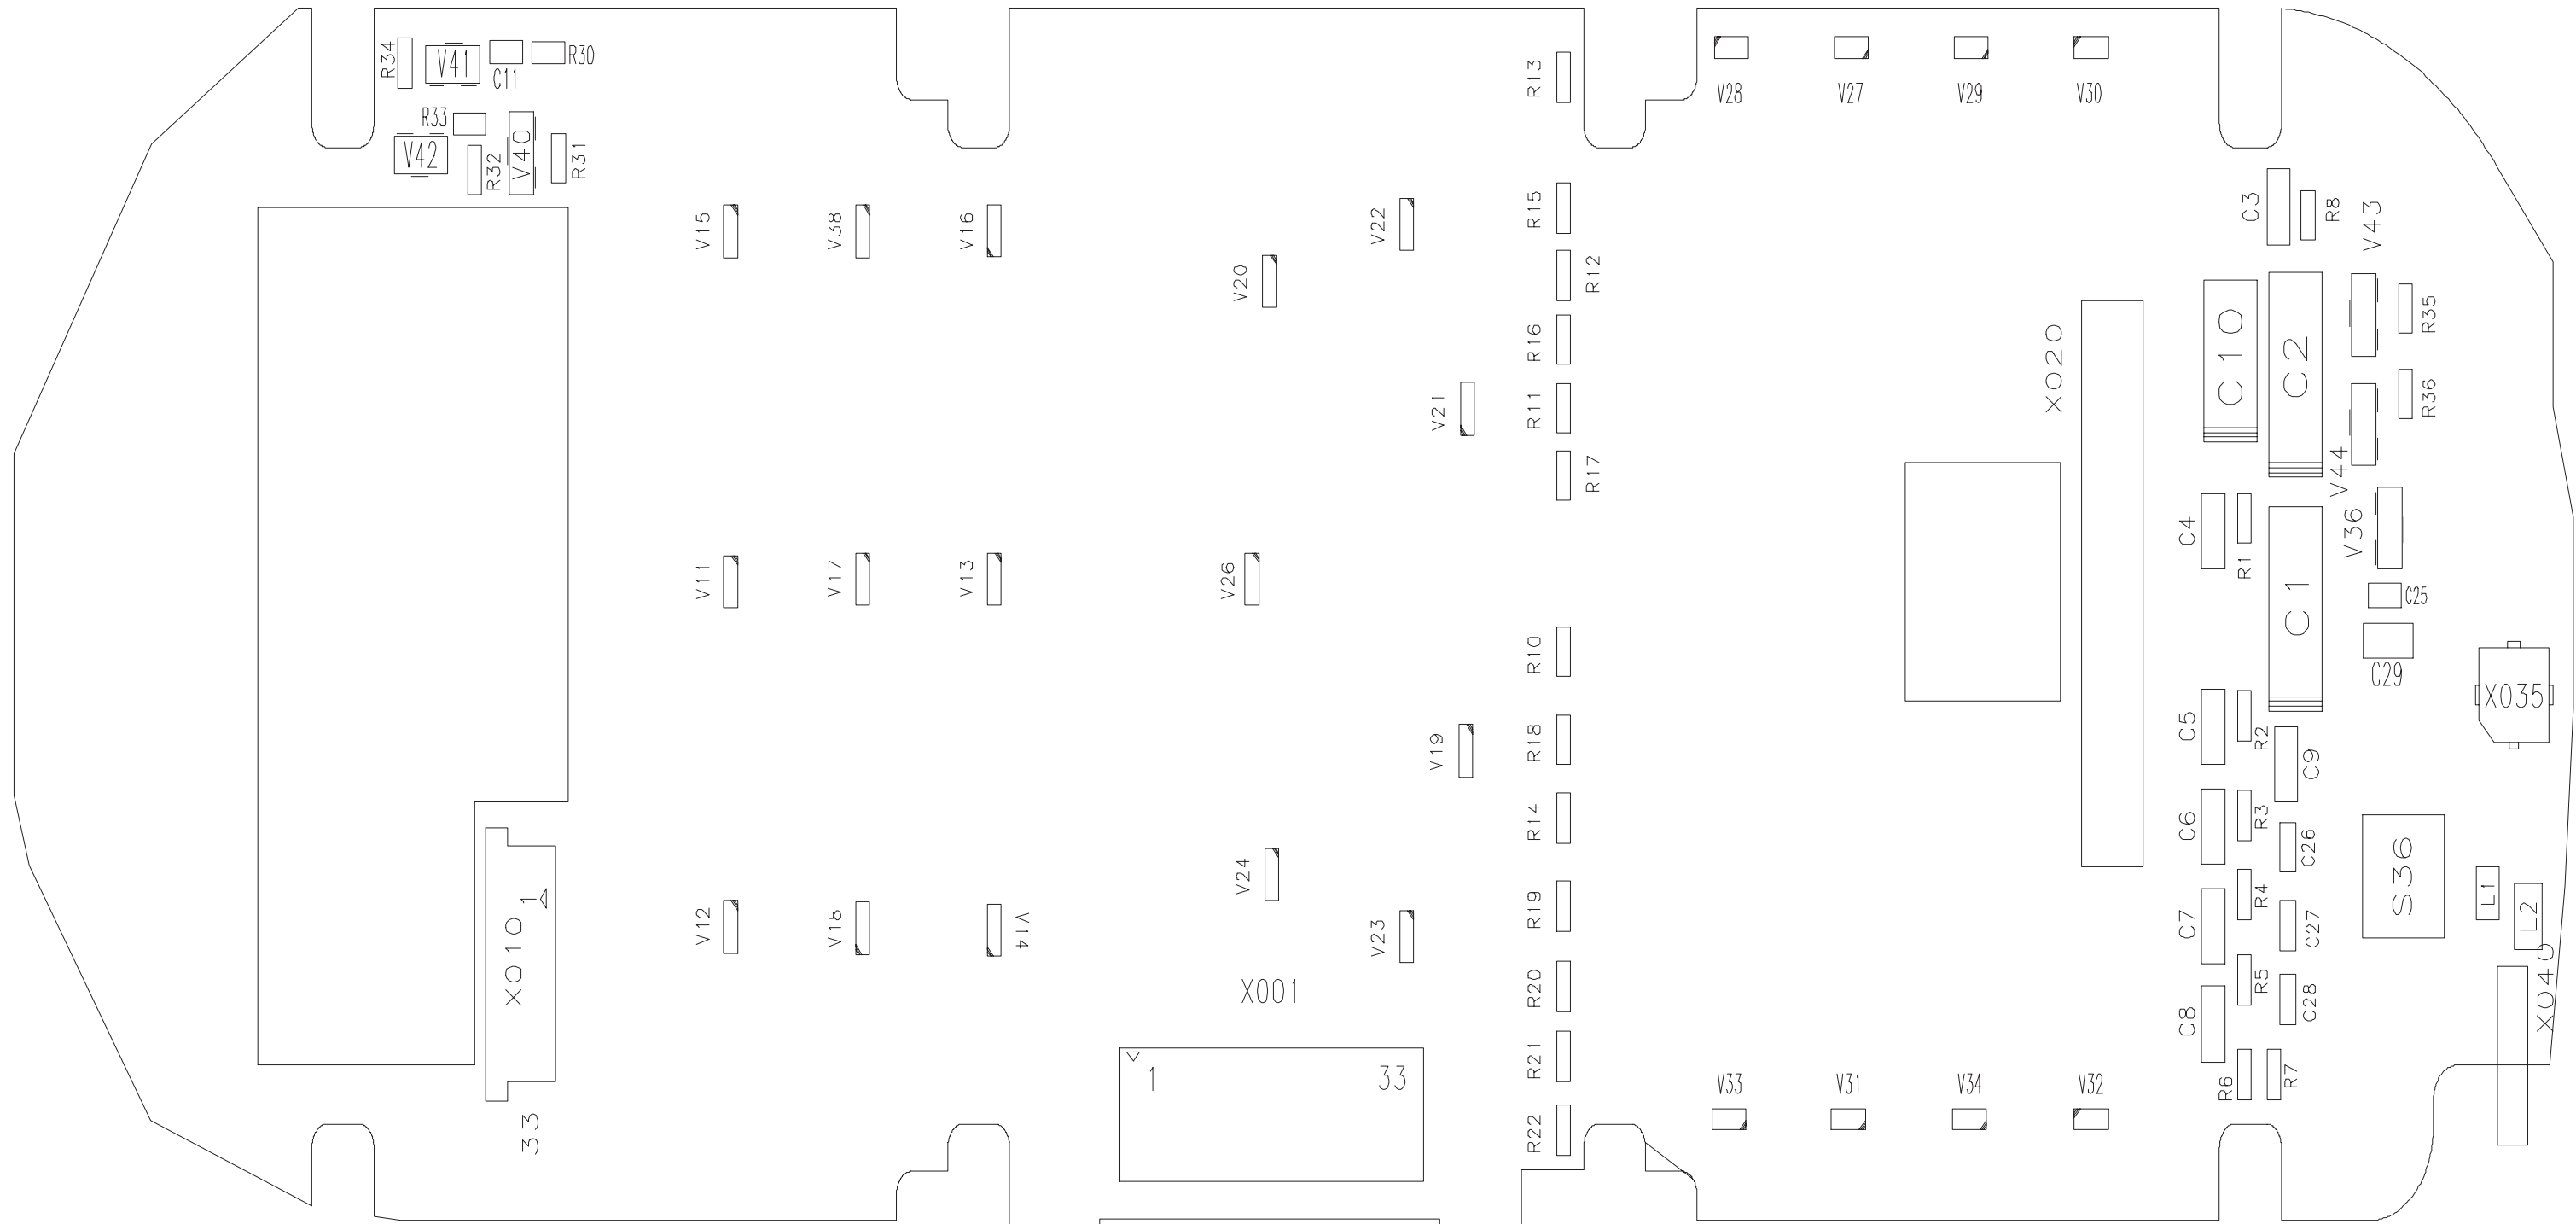 R34
V41
C11
R30
R33
V42
R32
V40
R31
V15
V38
V16
V20
V22
V21
V11
V17
V13
V26
V19
V24
V23
V12
V18
V14
X010
1
33
X001
1
33
R13
R15
R12
R16
R11
R17
R10
R18
R14
R19
R20
R21
R22
V28
V27
V29
V30
V33
V31
V34
V32
X020
C3
R8
V43
C10
C2
R35
R36
V44
C4
R1
V36
C1
C25
C29
X035
C5
R2
C9
C6
R3
C26
S36
R4
C7
C27
L1
L2
R5
C28
C8
X040
R6
R7